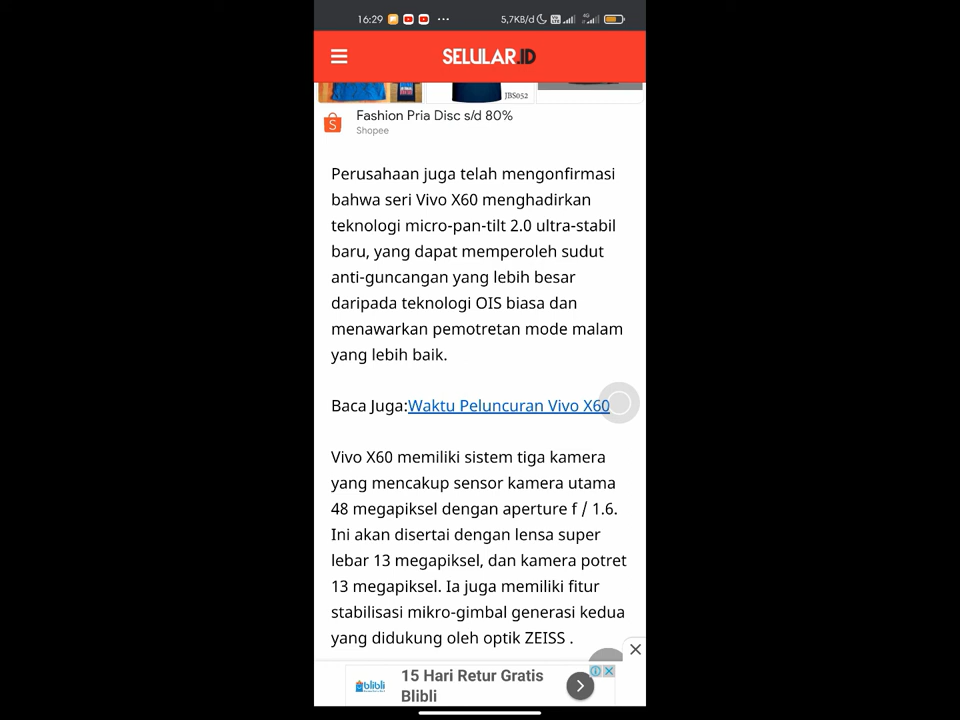 16:29 ... 5,7KB/d 4G
SELULAR.ID
JBS052
Fashion Pria Disc s/d 80%
Shopee
Perusahaan juga telah mengonfirmasi
bahwa seri Vivo X60 menghadirkan
teknologi micro-pan-tilt 2.0 ultra-stabil
baru, yang dapat memperoleh sudut
anti-guncangan yang lebih besar
daripada teknologi OIS biasa dan
menawarkan pemotretan mode malam
yang lebih baik.
Baca Juga:Waktu Peluncuran Vivo X60
Vivo X60 memiliki sistem tiga kamera
yang mencakup sensor kamera utama
48 megapiksel dengan aperture f / 1.6.
Ini akan disertai dengan lensa super
lebar 13 megapiksel, dan kamera potret
13 megapiksel. Ia juga memiliki fitur
stabilisasi mikro-gimbal generasi kedua
yang didukung oleh optik ZEISS .
15 Hari Retur Gratis
blibli Blibli